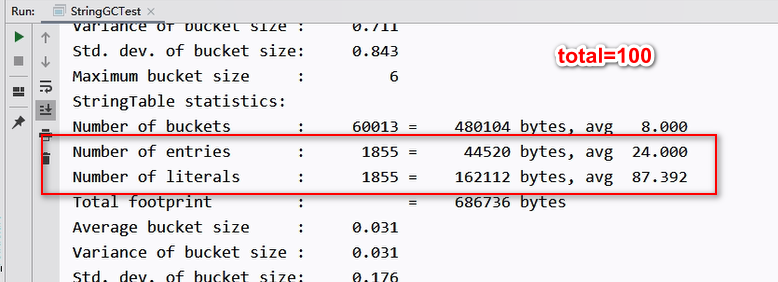 Run: StringGCTest ×
Variance of bucket size : 0.711
Std. dev. of bucket size: 0.843
Maximum bucket size : 6
total=100
StringTable statistics:
Number of buckets : 60013 = 480104 bytes, avg 8.000
Number of entries : 1855 = 44520 bytes, avg 24.000
Number of literals : 1855 = 162112 bytes, avg 87.392
Total footprint : = 686736 bytes
Average bucket size : 0.031
Variance of bucket size : 0.031
Std. dev. of bucket size: 0.176